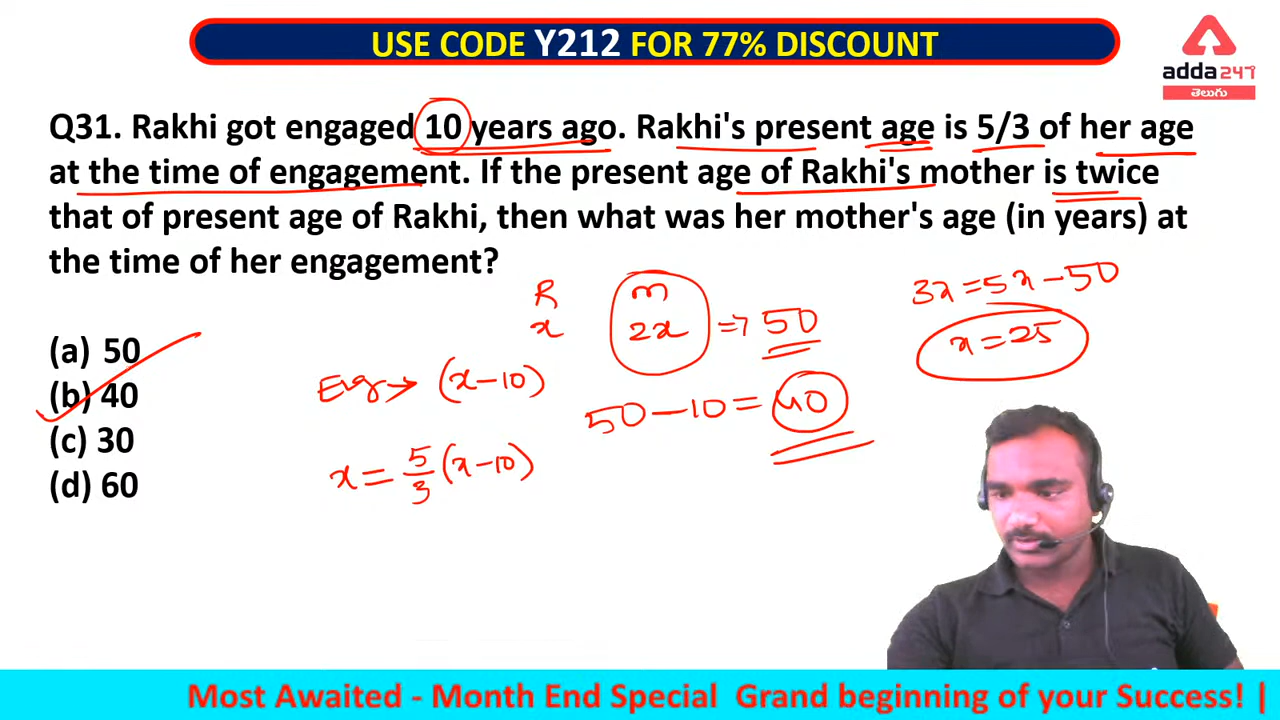 USE CODE Y212 FOR 77% DISCOUNT
adda247
తెలుగు
Q31. Rakhi got engaged 10 years ago. Rakhi's present age is 5/3 of her age
at the time of engagement. If the present age of Rakhi's mother is twice
that of present age of Rakhi, then what was her mother's age (in years) at
the time of her engagement?
(a) 50
(b) 40
(c) 30
(d) 60
R m
x 2x => 50
Eng → (x-10)
50-10=40
x = 5/3 (x-10)
3x=5x-50
x=25
Most Awaited - Month End Special Grand beginning of your Success! |